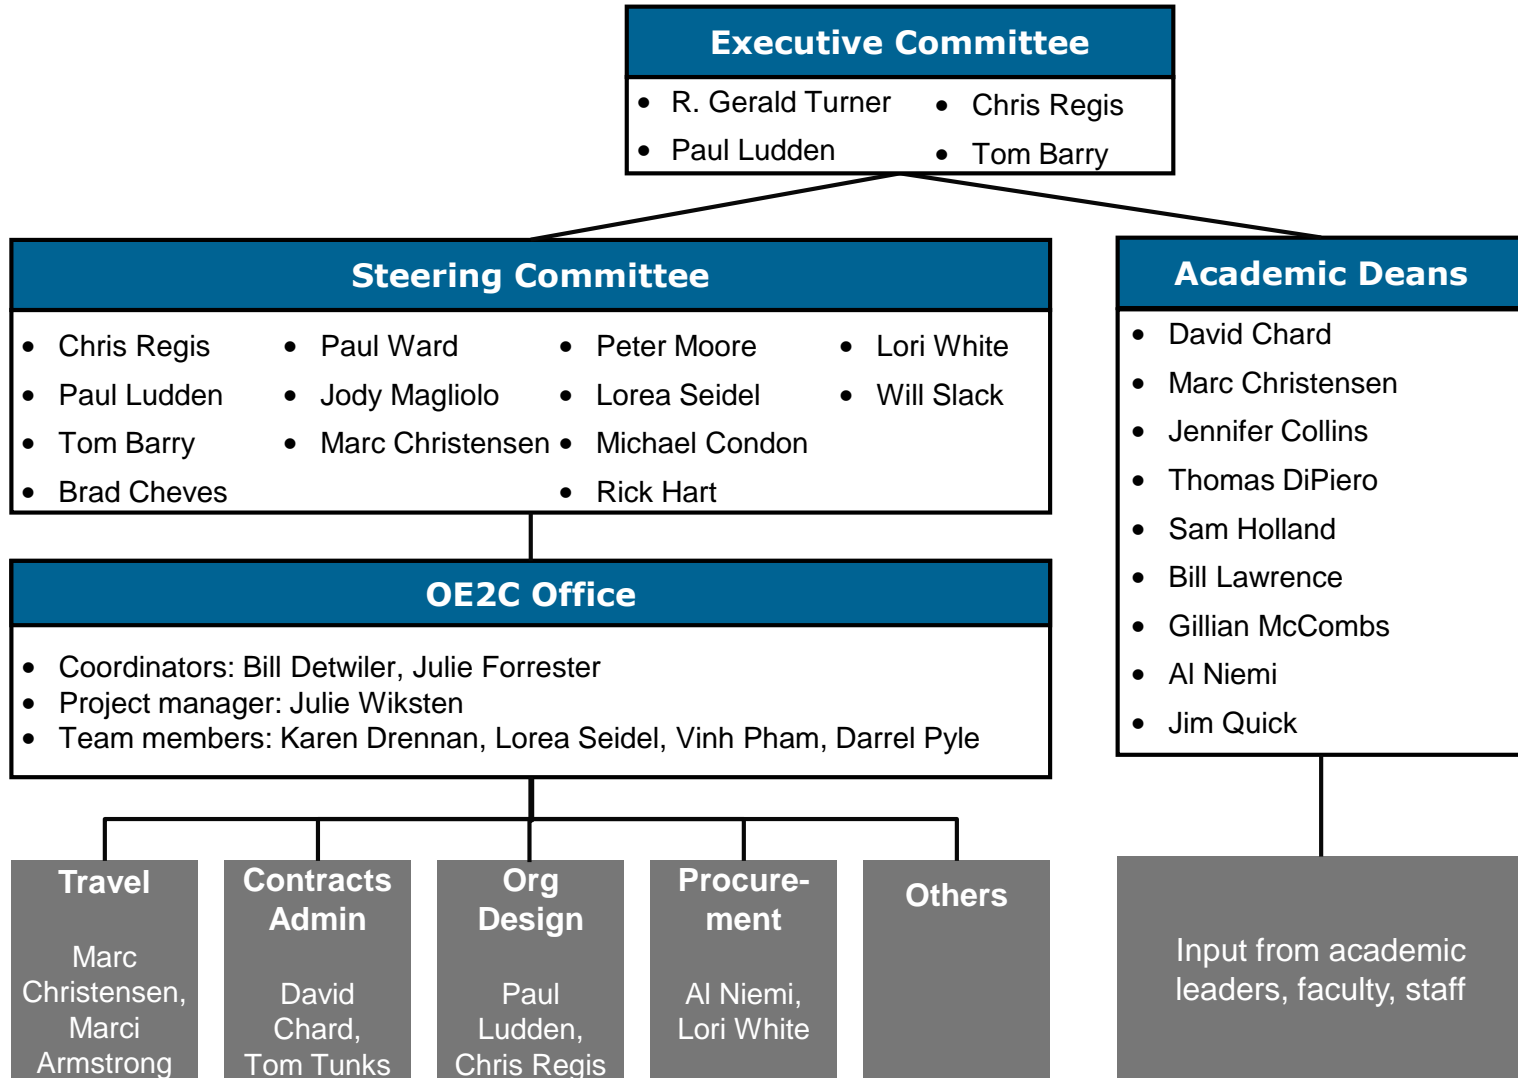 Executive Committee
• R. Gerald Turner
• Paul Ludden
• Chris Regis
• Tom Barry
Steering Committee
• Chris Regis
• Paul Ludden
• Tom Barry
• Brad Cheves
• Paul Ward
• Jody Magliolo
• Marc Christensen
• Peter Moore
• Lorea Seidel
• Michael Condon
• Rick Hart
• Lori White
• Will Slack
Academic Deans
• David Chard
• Marc Christensen
• Jennifer Collins
• Thomas DiPiero
• Sam Holland
• Bill Lawrence
• Gillian McCombs
• Al Niemi
• Jim Quick
OE2C Office
• Coordinators: Bill Detwiler, Julie Forrester
• Project manager: Julie Wiksten
• Team members: Karen Drennan, Lorea Seidel, Vinh Pham, Darrel Pyle
Travel
Marc
Christensen,
Marci
Armstrong
Contracts
Admin
David
Chard,
Tom Tunks
Org
Design
Paul
Ludden,
Chris Regis
Procure-
ment
Al Niemi,
Lori White
Others
Input from academic
leaders, faculty, staff